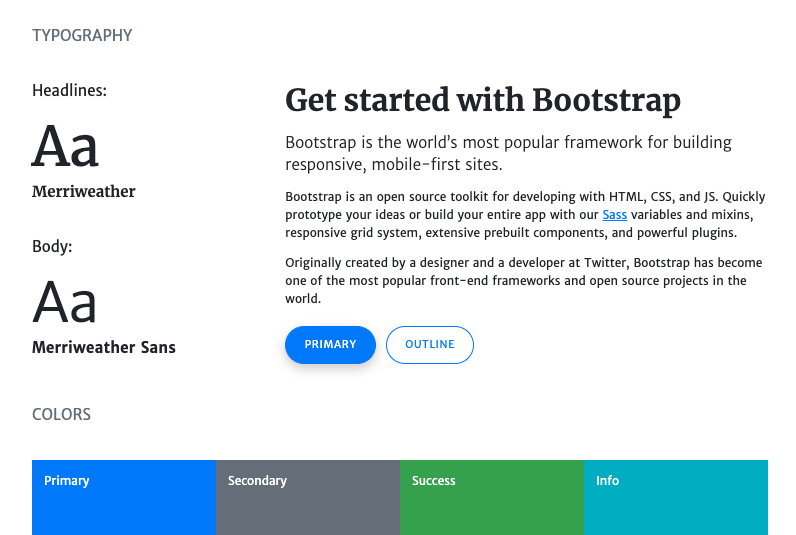 TYPOGRAPHY
Headlines:
Aa
Merriweather
Body:
Aa
Merriweather Sans
Get started with Bootstrap
Bootstrap is the world’s most popular framework for building
responsive, mobile-first sites.
Bootstrap is an open source toolkit for developing with HTML, CSS, and JS. Quickly
prototype your ideas or build your entire app with our Sass variables and mixins,
responsive grid system, extensive prebuilt components, and powerful plugins.
Originally created by a designer and a developer at Twitter, Bootstrap has become
one of the most popular front-end frameworks and open source projects in the
world.
PRIMARY
OUTLINE
COLORS
Primary
Secondary
Success
Info